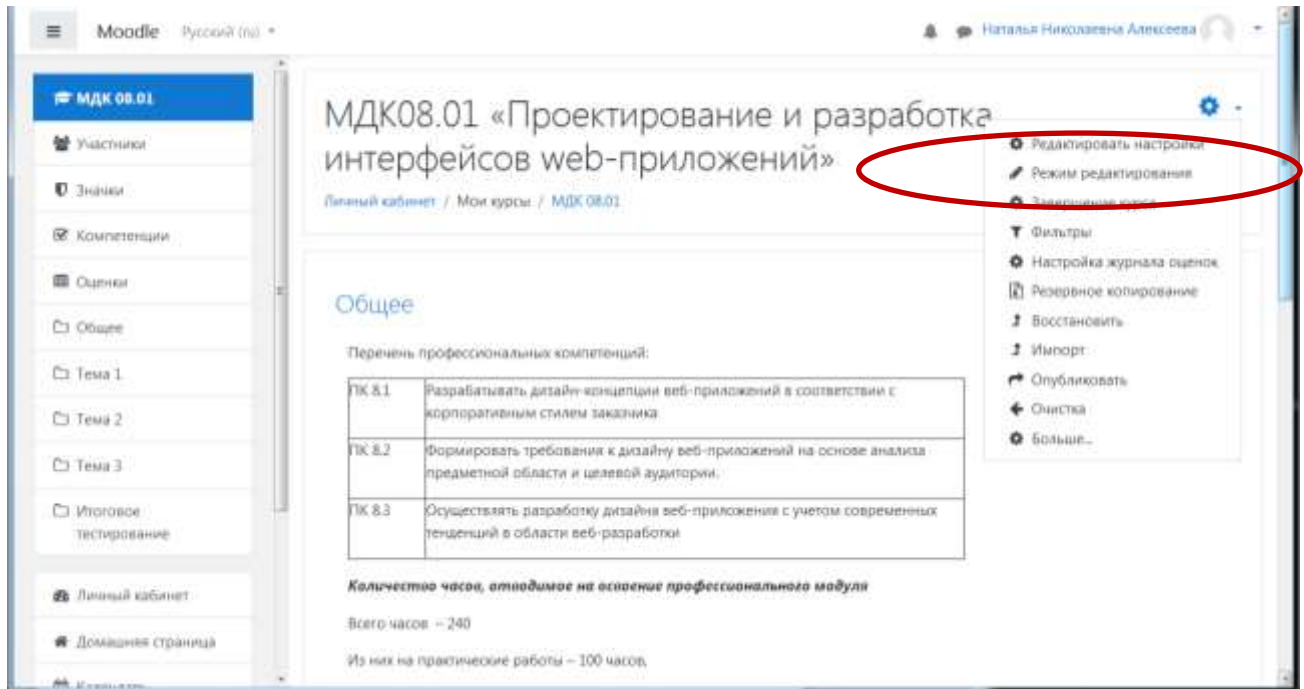 Moodle Русский (ru)
Наталья Николаевна Алексеева
МДК 08.01
Участники
Значки
Компетенции
Оценки
Общее
Тема 1
Тема 2
Тема 3
Итоговое
тестирование
Личный кабинет
Домашняя страница
Календарь
МДК08.01 «Проектирование и разработка
интерфейсов web-приложений»
Личный кабинет / Мои курсы / МДК 08.01
Редактировать настройки
Режим редактирования
Завершение курса
Фильтры
Настройка журнала оценок
Резервное копирование
Восстановить
Импорт
Опубликовать
Очистка
Больше...
Общее
Перечень профессиональных компетенций:
ПК 8.1 Разрабатывать дизайн-концепции веб-приложений в соответствии с
корпоративным стилем заказчика
ПК 8.2 Формировать требования к дизайну веб-приложений на основе анализа
предметной области и целевой аудитории.
ПК 8.3 Осуществлять разработку дизайна веб-приложения с учетом современных
тенденций в области веб-разработки
Количество часов, отводимое на освоение профессионального модуля
Всего часов – 240
Из них на практические работы – 100 часов,